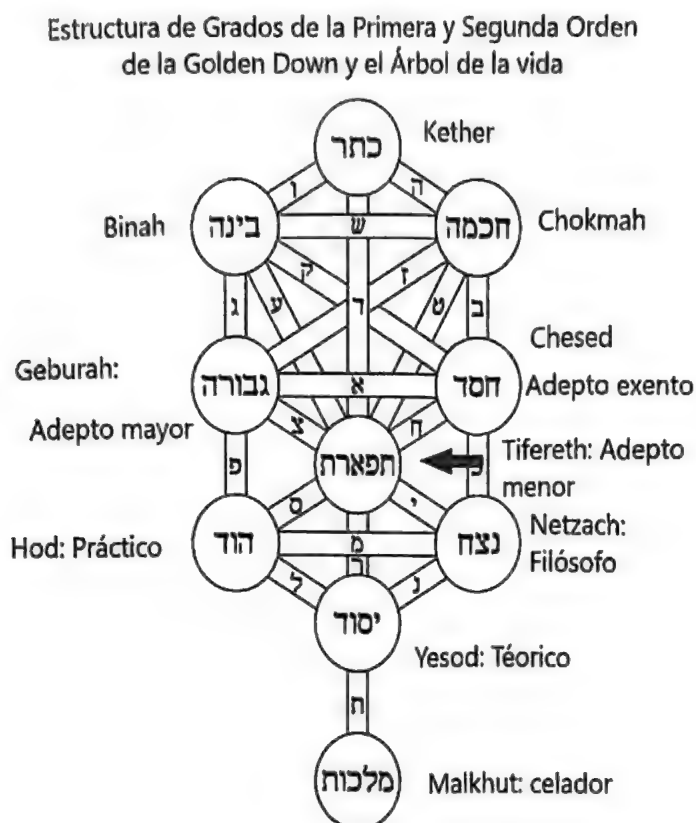 Estructura de Grados de la Primera y Segunda Orden
de la Golden Down y el Árbol de la vida
כתר
Kether
ו
ה
Binah
בינה
ש
חכמה
Chokmah
ק
ז
ג
ע
ד
ט
ב
Geburah:
Adepto mayor
גבורה
א
חסד
Chesed
Adepto exento
צ
ח
פ
תפארת
Tifereth: Adepto
menor
ס
י
Hod: Práctico
הוד
מ
ר
נצח
Netzach:
Filósofo
ל
נ
יסוד
Yesod: Téorico
ת
מלכות
Malkhut: celador